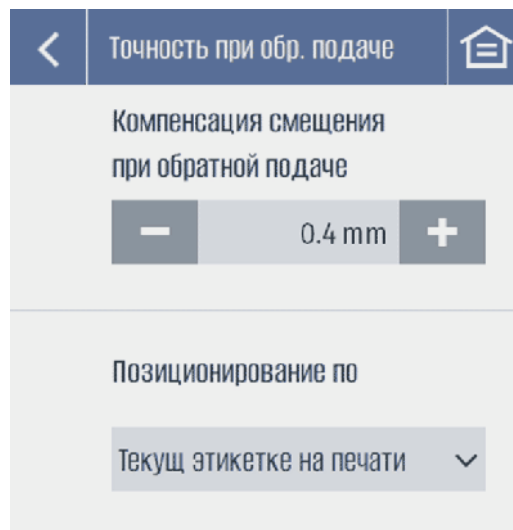 Точность при обр. подаче
Компенсация смещения
при обратной подаче
0.4 mm
Позиционирование по
Текущ этикетке на печати